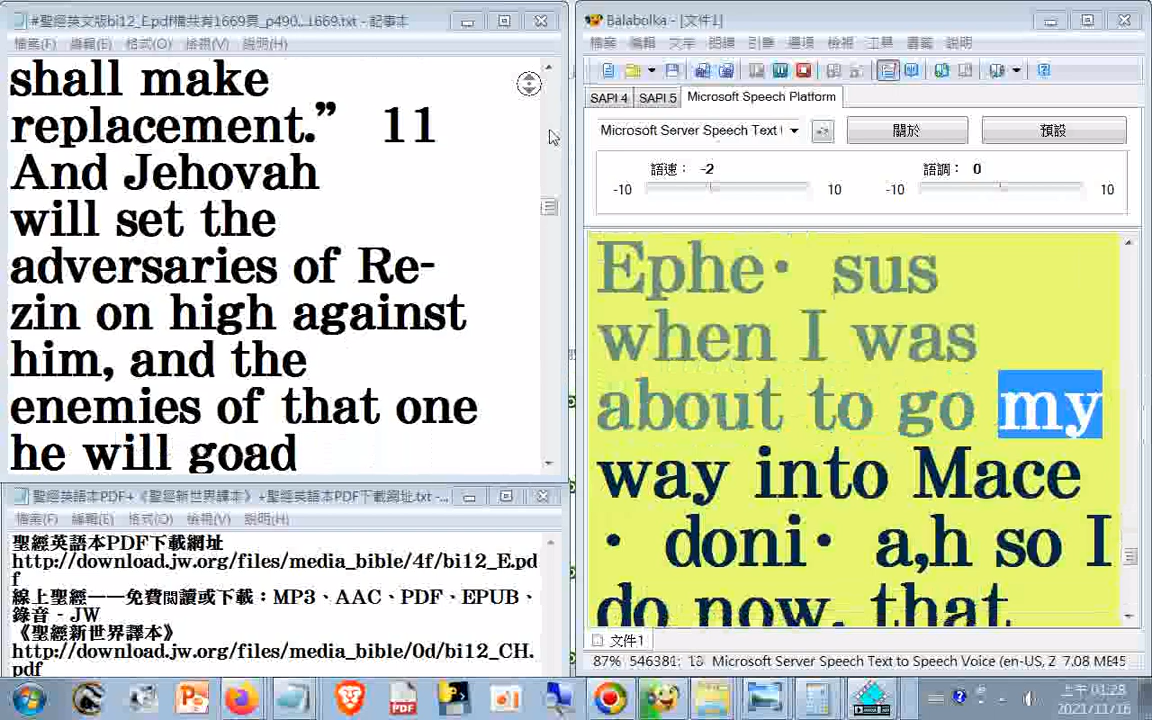 #聖經英文版bi12_E.pdf檔共有1669頁_p490,..1669.txt - 記事本
檔案(F) 編輯(E) 格式(O) 檢視(V) 說明(H)
shall make
replacement.” 11
And Jehovah
will set the
adversaries of Re-
zin on high against
him, and the
enemies of that one
he will goad
聖經英語本PDF+《聖經新世界譯本》+聖經英語本PDF下載網址.txt - ...
檔案(F) 編輯(E) 格式(O) 檢視(V) 說明(H)
聖經英語本PDF下載網址
http://download.jw.org/files/media_bible/4f/bi12_E.pd
f
線上聖經——免費閱讀或下載：MP3、AAC、PDF、EPUB、
錄音 - JW
《聖經新世界譯本》
http://download.jw.org/files/media_bible/0d/bi12_CH.
pdf
Balabolka - [文件1]
檔案 編輯 文字 朗讀 引擎 選項 檢視 工具 書籤 說明
SAPI 4 SAPI 5 Microsoft Speech Platform
Microsoft Server Speech Text 關於 預設
語速： -2 語調： 0
-10 10 -10 10
Ephe· sus
when I was
about to go my
way into Mace
· doni· a,h so I
do now, that
文件1
87% 546381: 13 Microsoft Server Speech Text to Speech Voice (en-US, Z 7.08 ME45
上午 01:28
2021/11/16